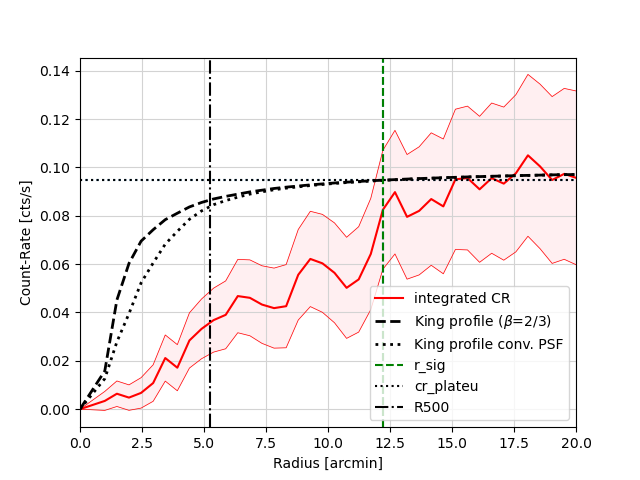 0.14
0.12
0.10
0.08
0.06
0.04
0.02
0.00
Count-Rate [cts/s]
integrated CR
King profile (β=2/3)
King profile conv. PSF
r_sig
cr_plateu
R500
0.0 2.5 5.0 7.5 10.0 12.5 15.0 17.5 20.0
Radius [arcmin]